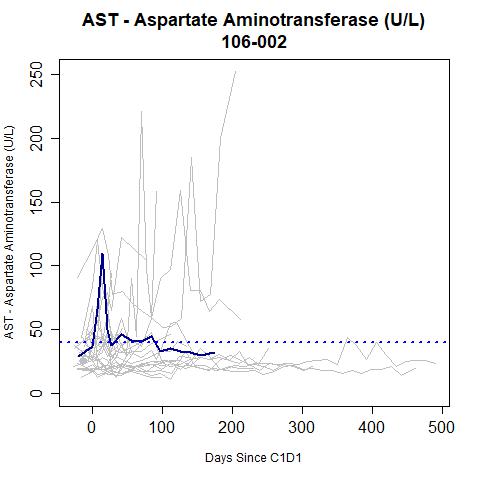 AST - Aspartate Aminotransferase (U/L)
106-002
AST - Aspartate Aminotransferase (U/L)
250
200
150
100
50
0
0 100 200 300 400 500
Days Since C1D1